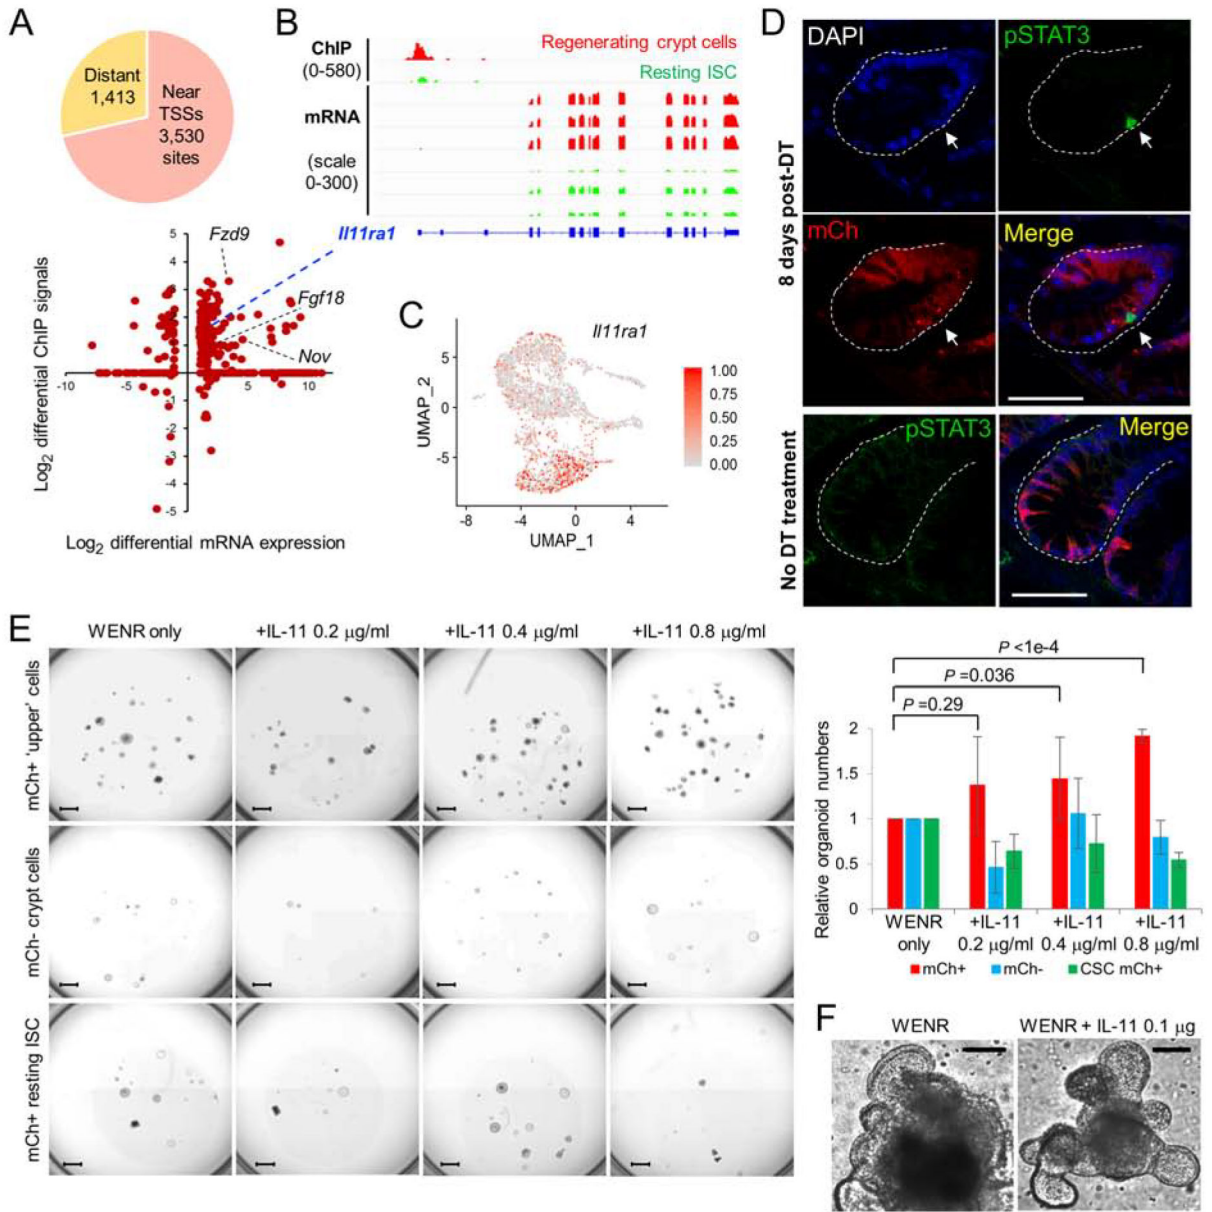 A
Distant
1,413
Near
TSSs
3,530
sites
Log2 differential ChIP signals
5
4
3
2
1
-1
-2
-3
-4
-5
-10
-5
0
5
10
Fzd9
Il11ra1
Fgf18
Nov
Log2 differential mRNA expression
B
ChIP
(0-580)
Regenerating crypt cells
Resting ISC
mRNA
(scale
0-300)
C
Il11ra1
UMAP_2
5
0
-5
-8
-4
0
4
UMAP_1
1.00
0.75
0.50
0.25
0.00
D
8 days post-DT
DAPI
pSTAT3
mCh
Merge
No DT treatment
pSTAT3
Merge
E
WENR only
+IL-11 0.2 µg/ml
+IL-11 0.4 µg/ml
+IL-11 0.8 µg/ml
mCh+ 'upper' cells
mCh- crypt cells
mCh+ resting ISC
P <1e-4
P =0.036
P =0.29
Relative organoid numbers
2
1.5
1
0.5
0
WENR
only
+IL-11
0.2 µg/ml
+IL-11
0.4 µg/ml
+IL-11
0.8 µg/ml
mCh+
mCh-
CSC mCh+
F
WENR
WENR + IL-11 0.1 µg